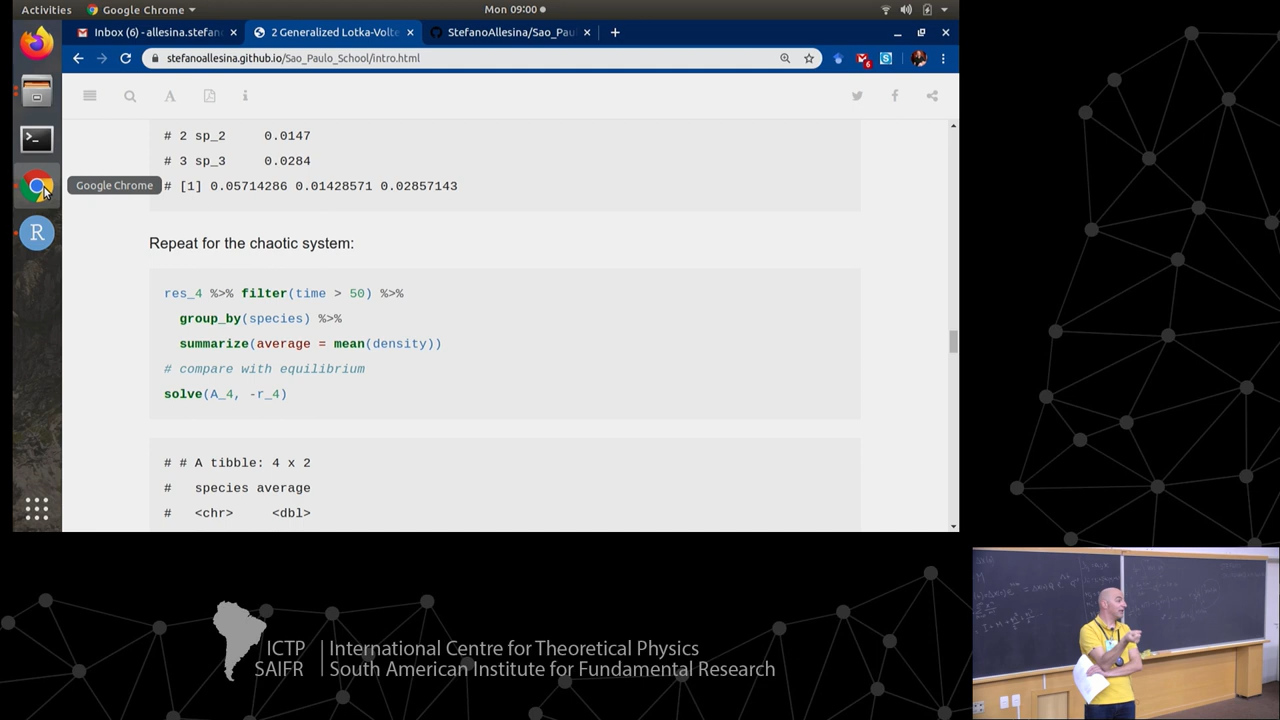 Activities
Google Chrome
Mon 09:00
Inbox (6) - allesina.stefano
2 Generalized Lotka-Volte
StefanoAllesina/Sao_Pau
stefanoallesina.github.io/Sao_Paulo_School/intro.html
6
# 2 sp_2 0.0147
# 3 sp_3 0.0284
# [1] 0.05714286 0.01428571 0.02857143
Google Chrome
R
Repeat for the chaotic system:
res_4 %>% filter(time > 50) %>%
group_by(species) %>%
summarize(average = mean(density))
# compare with equilibrium
solve(A_4, -r_4)
# # A tibble: 4 x 2
# species average
# <chr> <dbl>
ICTP
SAIFR
International Centre for Theoretical Physics
South American Institute for Fundamental Research